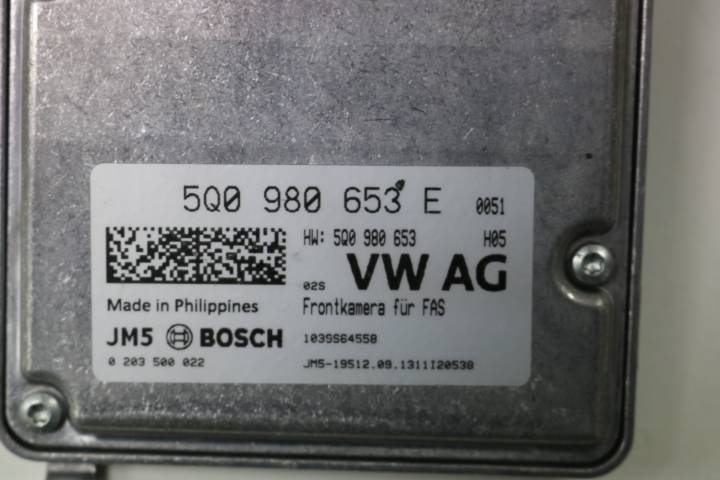 5Q0 980 653 E 0051
HW: 5Q0 980 653 H05
02S VW AG
Made in Philippines Frontkamera für FAS
JM5 BOSCH 1039S64558
0 203 500 022 JM5-19512.09.1311120538